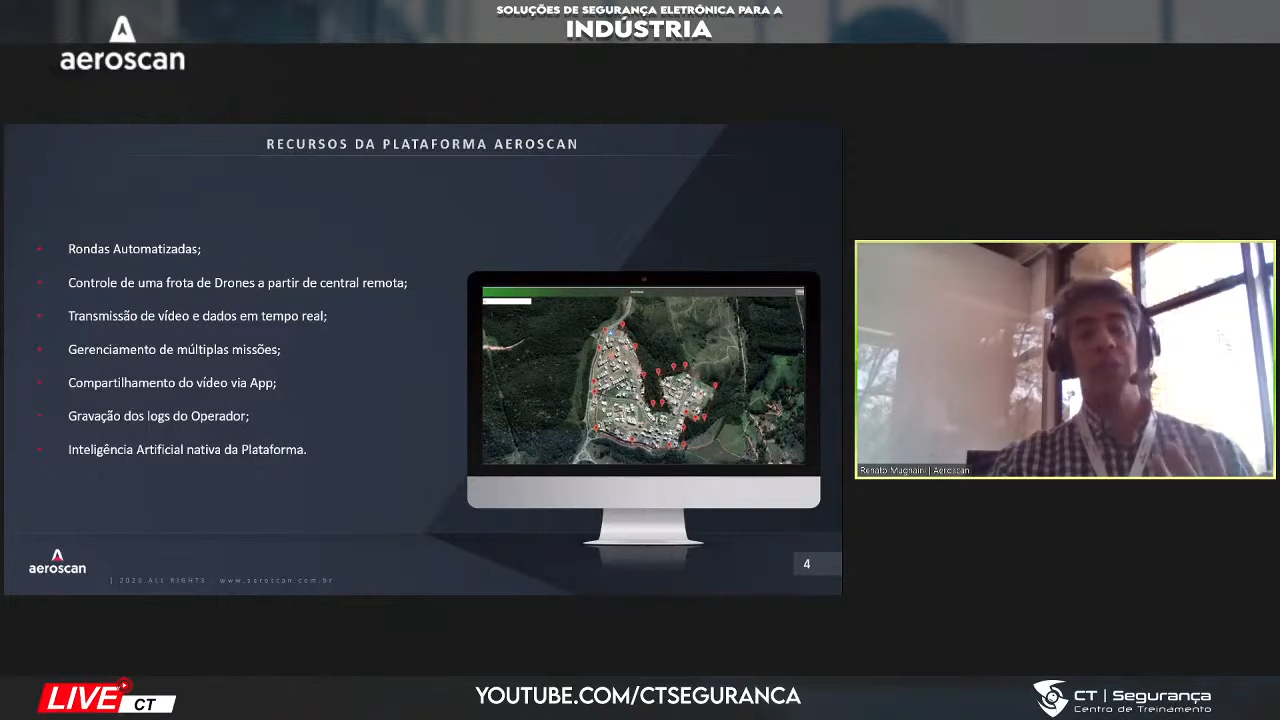 SOLUÇÕES DE SEGURANÇA ELETRÔNICA PARA A
INDÚSTRIA
aeroscan
RECURSOS DA PLATAFORMA AEROSCAN
Rondas Automatizadas;
Controle de uma frota de Drones a partir de central remota;
Transmissão de vídeo e dados em tempo real;
Gerenciamento de múltiplas missões;
Compartilhamento do vídeo via App;
Gravação dos logs do Operador;
Inteligência Artificial nativa da Plataforma.
Renato Mugnaini | Aeroscan
aeroscan
| 2020 ALL RIGHTS www.aeroscan.com.br
4
LIVE CT
YOUTUBE.COM/CTSEGURANCA
CT | Segurança
Centro de Treinamento